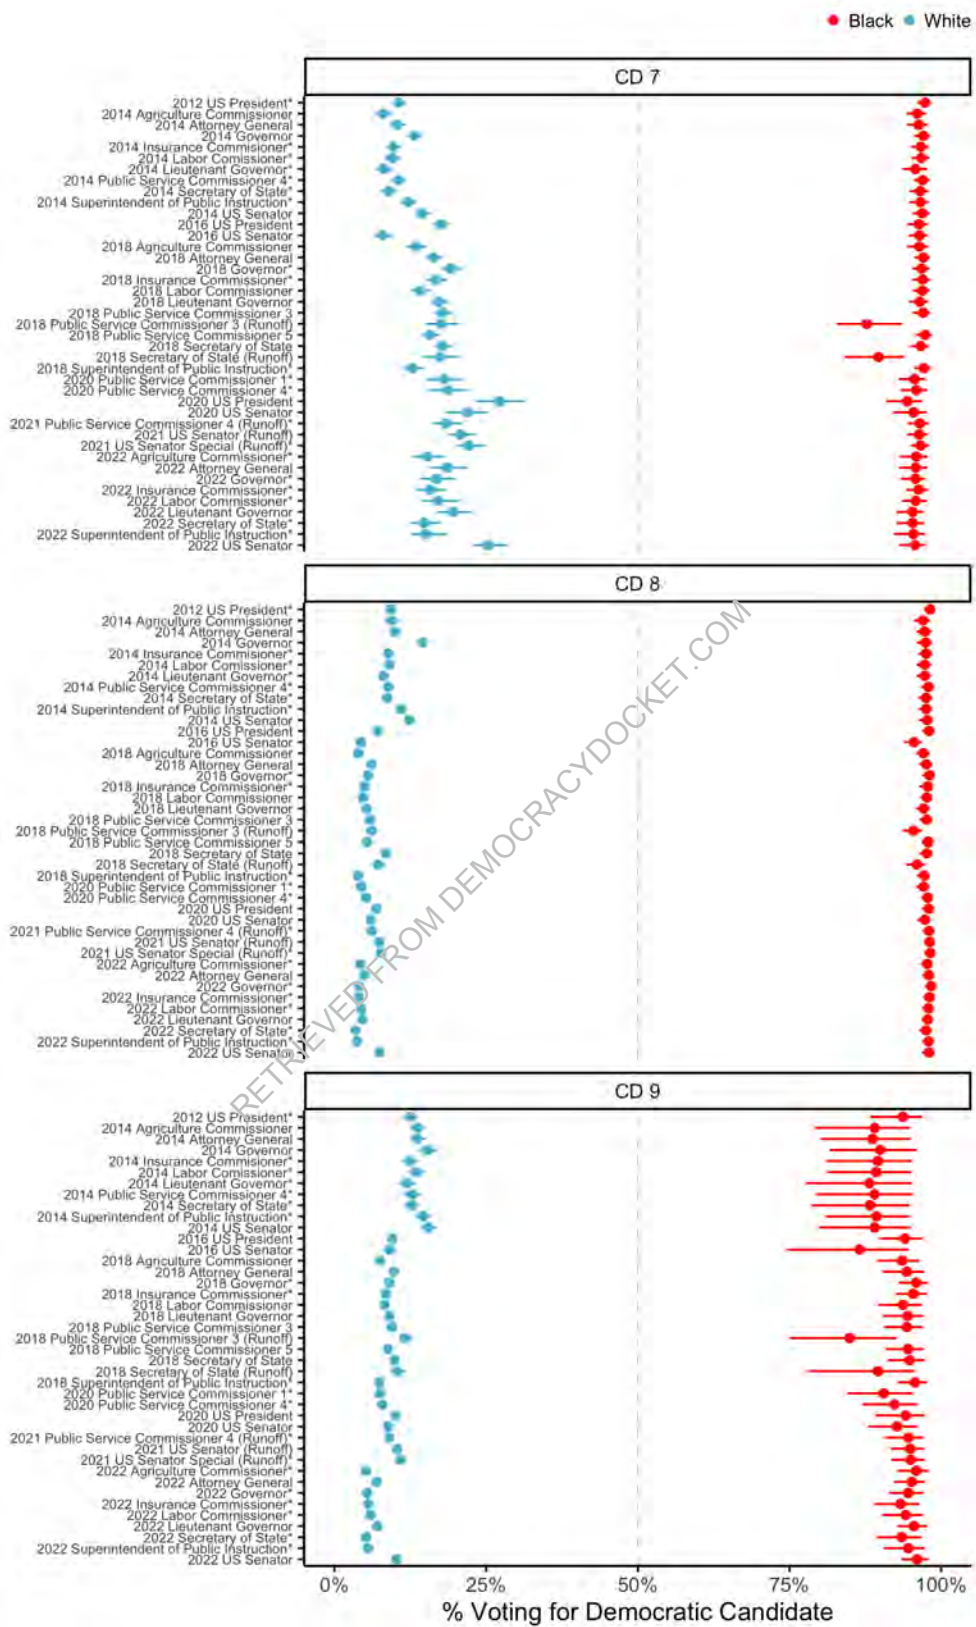 Black White
CD 7
2012 US President*
2014 Agriculture Commissioner
2014 Attorney General
2014 Governor
2014 Insurance Commisioner*
2014 Labor Comissioner*
2014 Lieutenant Governor*
2014 Public Service Commissioner 4*
2014 Secretary of State*
2014 Superintendent of Public Instruction*
2014 US Senator
2016 US President
2016 US Senator
2018 Agriculture Commissioner
2018 Attorney General
2018 Governor*
2018 Insurance Commissioner*
2018 Labor Commissioner
2018 Lieutenant Governor
2018 Public Service Commissioner 3
2018 Public Service Commissioner 3 (Runoff)
2018 Public Service Commissioner 5
2018 Secretary of State
2018 Secretary of State (Runoff)
2018 Superintendent of Public Instruction*
2020 Public Service Commissioner 1*
2020 Public Service Commissioner 4*
2020 US President
2020 US Senator
2021 Public Service Commissioner 4 (Runoff)*
2021 US Senator (Runoff)
2021 US Senator Special (Runoff)*
2022 Agriculture Commissioner*
2022 Attorney General
2022 Governor*
2022 Insurance Commissioner*
2022 Labor Commissioner*
2022 Lieutenant Governor
2022 Secretary of State*
2022 Superintendent of Public Instruction*
2022 US Senator
CD 8
2012 US President*
2014 Agriculture Commissioner
2014 Attorney General
2014 Governor
2014 Insurance Commisioner*
2014 Labor Comissioner*
2014 Lieutenant Governor*
2014 Public Service Commissioner 4*
2014 Secretary of State*
2014 Superintendent of Public Instruction*
2014 US Senator
2016 US President
2016 US Senator
2018 Agriculture Commissioner
2018 Attorney General
2018 Governor*
2018 Insurance Commissioner*
2018 Labor Commissioner
2018 Lieutenant Governor
2018 Public Service Commissioner 3
2018 Public Service Commissioner 3 (Runoff)
2018 Public Service Commissioner 5
2018 Secretary of State
2018 Secretary of State (Runoff)
2018 Superintendent of Public Instruction*
2020 Public Service Commissioner 1*
2020 Public Service Commissioner 4*
2020 US President
2020 US Senator
2021 Public Service Commissioner 4 (Runoff)*
2021 US Senator (Runoff)
2021 US Senator Special (Runoff)*
2022 Agriculture Commissioner*
2022 Attorney General
2022 Governor*
2022 Insurance Commissioner*
2022 Labor Commissioner*
2022 Lieutenant Governor
2022 Secretary of State*
2022 Superintendent of Public Instruction*
2022 US Senator
RETRIEVED FROM DEMOCRACYDOCKET.COM
CD 9
2012 US President*
2014 Agriculture Commissioner
2014 Attorney General
2014 Governor
2014 Insurance Commisioner*
2014 Labor Comissioner*
2014 Lieutenant Governor*
2014 Public Service Commissioner 4*
2014 Secretary of State*
2014 Superintendent of Public Instruction*
2014 US Senator
2016 US President
2016 US Senator
2018 Agriculture Commissioner
2018 Attorney General
2018 Governor*
2018 Insurance Commissioner*
2018 Labor Commissioner
2018 Lieutenant Governor
2018 Public Service Commissioner 3
2018 Public Service Commissioner 3 (Runoff)
2018 Public Service Commissioner 5
2018 Secretary of State
2018 Secretary of State (Runoff)
2018 Superintendent of Public Instruction*
2020 Public Service Commissioner 1*
2020 Public Service Commissioner 4*
2020 US President
2020 US Senator
2021 Public Service Commissioner 4 (Runoff)*
2021 US Senator (Runoff)
2021 US Senator Special (Runoff)*
2022 Agriculture Commissioner*
2022 Attorney General
2022 Governor*
2022 Insurance Commissioner*
2022 Labor Commissioner*
2022 Lieutenant Governor
2022 Secretary of State*
2022 Superintendent of Public Instruction*
2022 US Senator
0% 25% 50% 75% 100%
% Voting for Democratic Candidate